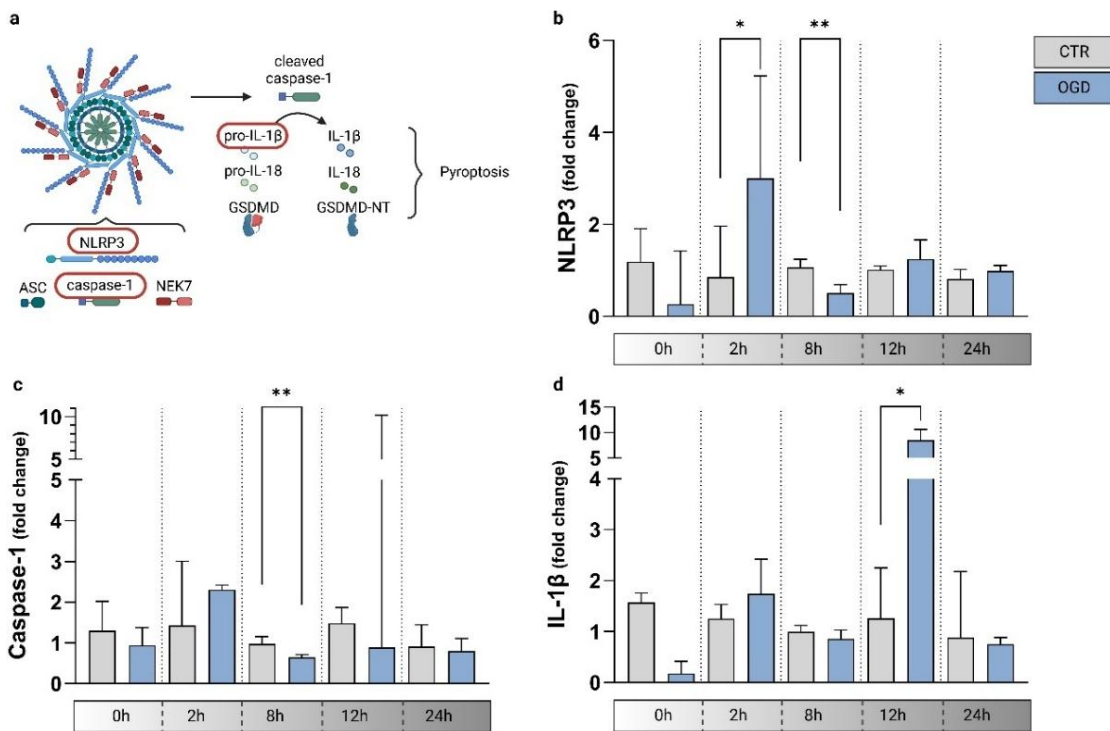 a
cleaved
caspase-1
pro-IL-1β
IL-1β
pro-IL-18
IL-18
GSDMD
GSDMD-NT
Pyroptosis
NLRP3
ASC
caspase-1
NEK7
b
NLRP3 (fold change)
6
4
2
0
*
**
0h
2h
8h
12h
24h
CTR
OGD
c
Caspase-1 (fold change)
10
5
4
3
2
1
0
**
0h
2h
8h
12h
24h
d
IL-1β (fold change)
15
10
5
4
3
2
1
0
*
0h
2h
8h
12h
24h